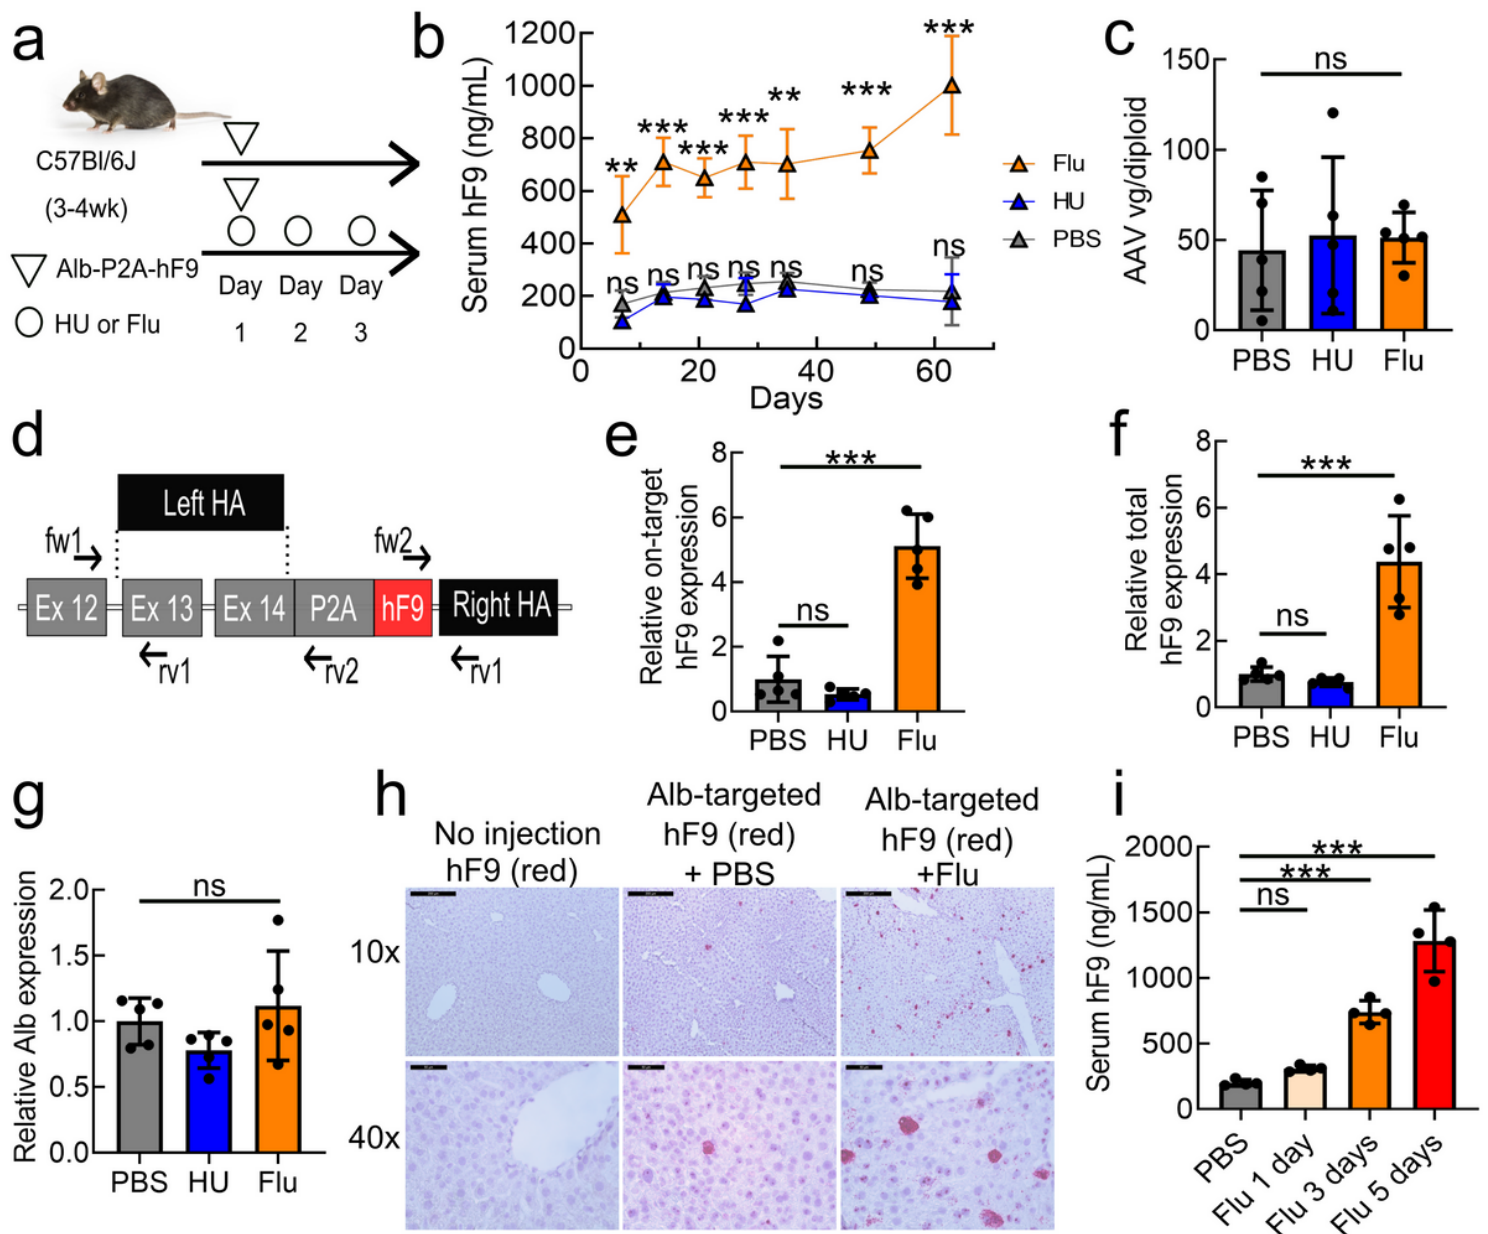 a
C57Bl/6J
(3-4wk)
Alb-P2A-hF9
HU or Flu
Day Day Day
1 2 3
b
Serum hF9 (ng/mL)
1200
1000
800
600
400
200
0
0 20 40 60
Days
** *** *** *** ** *** ***
ns ns ns ns ns ns ns
Flu
HU
PBS
c
AAV vg/diploid
150
100
50
0
ns
PBS HU Flu
d
Left HA
fw1 fw2
Ex 12 Ex 13 Ex 14 P2A hF9 Right HA
rv1 rv2 rv1
e
Relative on-target
hF9 expression
8
6
4
2
0
***
ns
PBS HU Flu
f
Relative total
hF9 expression
8
6
4
2
0
***
ns
PBS HU Flu
g
Relative Alb expression
2.0
1.5
1.0
0.5
0.0
ns
PBS HU Flu
h
No injection
hF9 (red)
Alb-targeted
hF9 (red)
+ PBS
Alb-targeted
hF9 (red)
+Flu
10x
40x
i
Serum hF9 (ng/mL)
2000
1500
1000
500
0
***
***
ns
PBS
Flu 1 day
Flu 3 days
Flu 5 days